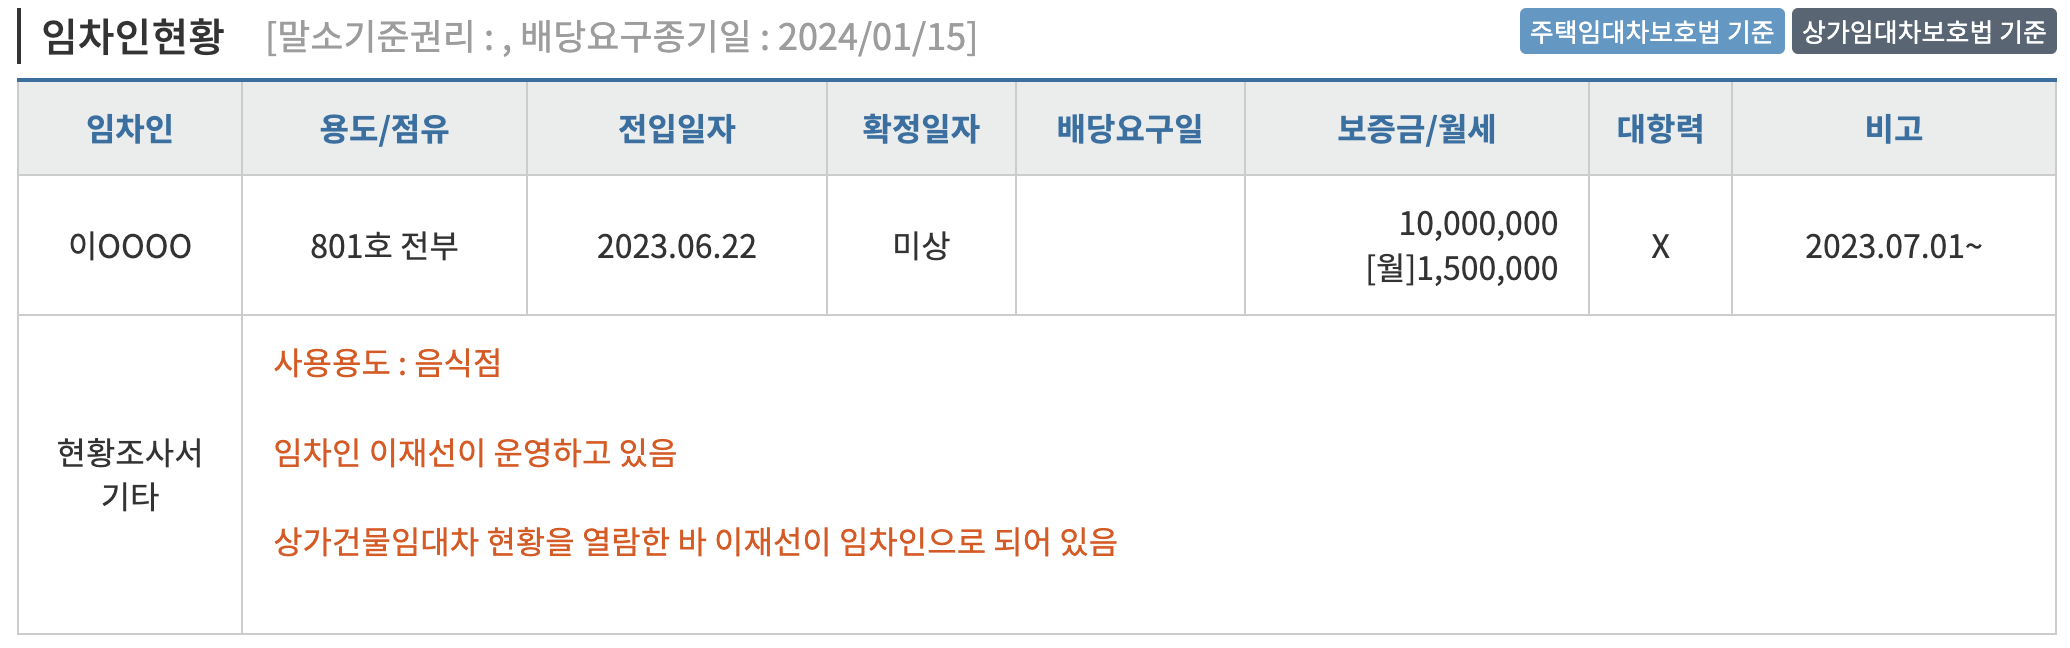 임차인현황 [말소기준권리 : , 배당요구종기일 : 2024/01/15] 주택임대차보호법 기준 상가임대차보호법 기준
임차인 용도/점유 전입일자 확정일자 배당요구일 보증금/월세 대항력 비고
이OOOO 801호 전부 2023.06.22 미상 10,000,000 X 2023.07.01~
[월]1,500,000
현황조사서
기타
사용용도 : 음식점
임차인 이재선이 운영하고 있음
상가건물임대차 현황을 열람한 바 이재선이 임차인으로 되어 있음